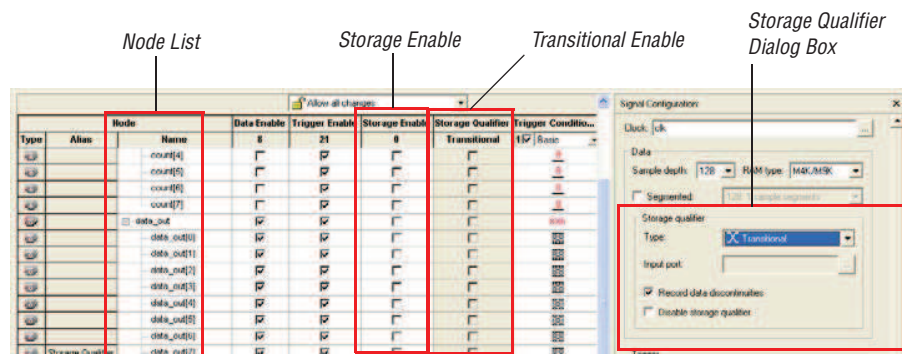 Node List
Storage Enable
Transitional Enable
Storage Qualifier
Dialog Box
Allow all changes
Signal Configuration:
Node
Data Enable
Trigger Enable
Storage Enable
Storage Qualifier
Trigger Conditio...
Type
Alias
Name
8
21
0
Transitional
1
Basic
Clock: clk
...
Data
Sample depth: 128
RAM type: M4K/M9K
Segmented:
Storage qualifier
Type:
Transitional
Input port:
...
Record data discontinuities
Disable storage qualifier
count[4]
count[5]
count[6]
count[7]
data_out
data_out[0]
data_out[1]
data_out[2]
data_out[3]
data_out[4]
data_out[5]
data_out[6]
Storage Qualifier
data_out[7]
Trigger